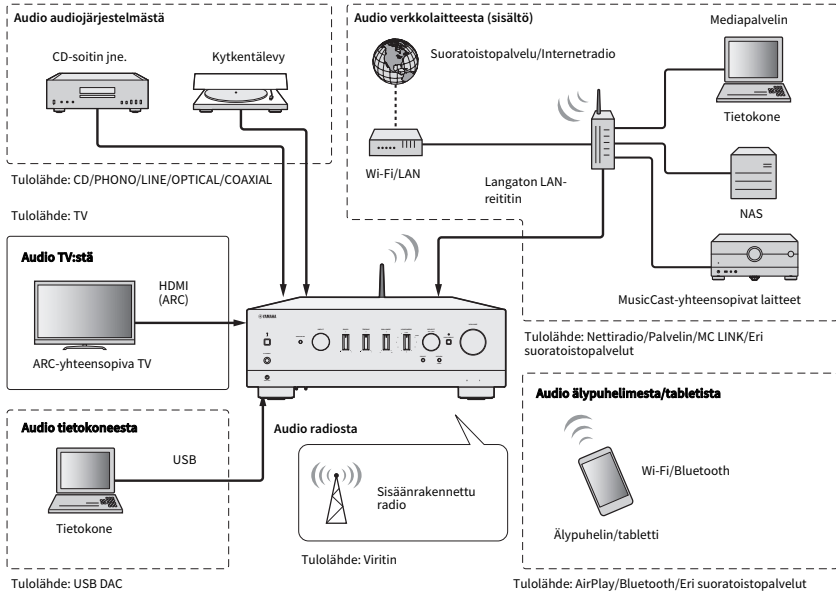 Audio audiojärjestelmästä
CD-soitin jne.
Kytkentälevy
Tulolähde: CD/PHONO/LINE/OPTICAL/COAXIAL
Audio verkkolaitteesta (sisältö)
Suoratoistopalvelu/Internetradio
Wi-Fi/LAN
Langaton LAN-
reititin
Mediapalvelin
Tietokone
NAS
MusicCast-yhteensopivat laitteet
Tulolähde: Nettiradio/Palvelin/MC LINK/Eri
suoratoistopalvelut
Tulolähde: TV
Audio TV:stä
HDMI
(ARC)
ARC-yhteensopiva TV
YAMAHA
Audio tietokoneesta
USB
Tietokone
Tulolähde: USB DAC
Audio radiosta
Sisäänrakennettu
radio
Tulolähde: Viritin
Audio älypuhelimesta/tabletista
Wi-Fi/Bluetooth
Älypuhelin/tabletti
Tulolähde: AirPlay/Bluetooth/Eri suoratoistopalvelut